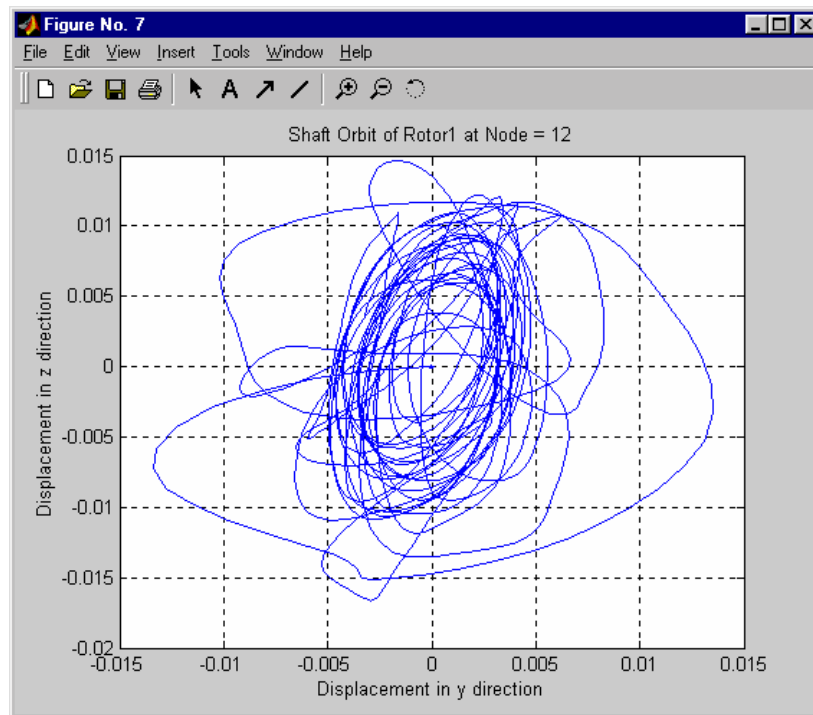 Figure No. 7
File Edit View Insert Tools Window Help
A
Shaft Orbit of Rotor1 at Node = 12
0.015
0.01
0.005
0
-0.005
-0.01
-0.015
-0.02
Displacement in z direction
-0.015 -0.01 -0.005 0 0.005 0.01 0.015
Displacement in y direction